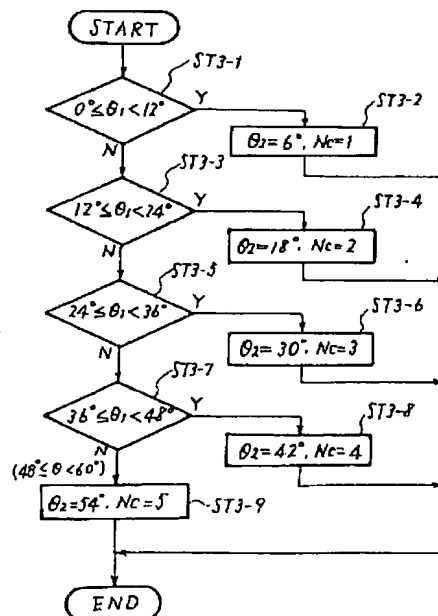 START
ST3-1
0°≤θ1<12°
Y
N
ST3-2
θ2=6°. Nc=1
ST3-3
12°≤θ1<24°
Y
N
ST3-4
θ2=18°. Nc=2
ST3-5
24°≤θ1<36°
Y
N
ST3-6
θ2=30°. Nc=3
ST3-7
36°≤θ1<48°
Y
N
ST3-8
θ2=42°. Nc=4
(48°≤θ<60°)
θ2=54°. Nc=5
ST3-9
END